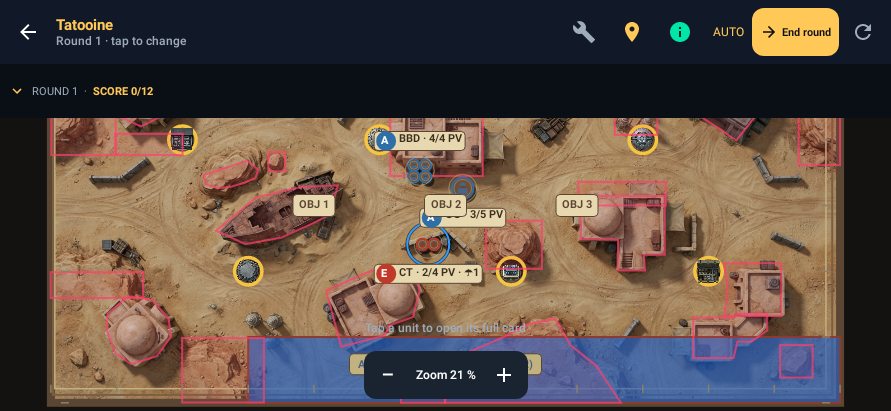 Tatooine
Round 1 · tap to change
AUTO
End round
ROUND 1 · SCORE 0/12
A BBD · 4/4 PV
OBJ 1
OBJ 2
OBJ 3
A
3/5 PV
E CT · 2/4 PV · ☂1
Tap a unit to open its full card
Zoom 21 %